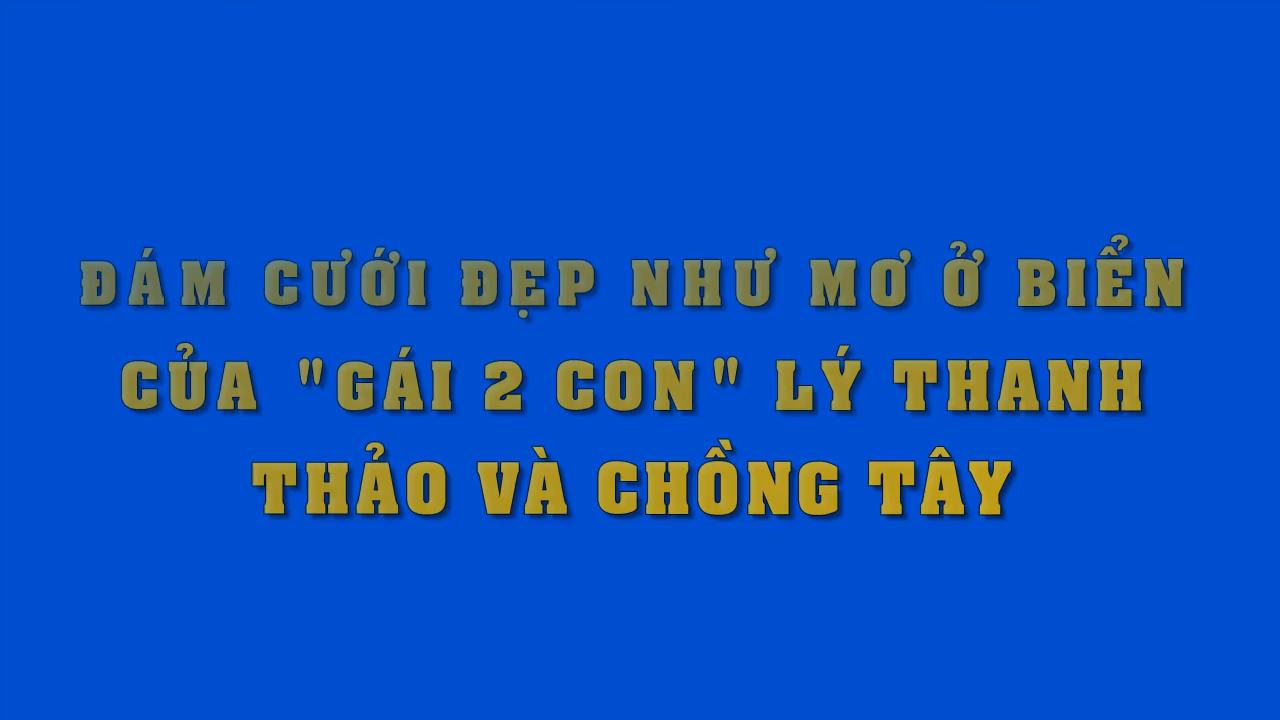 ĐÁM CƯỚI ĐẸP NHƯ MƠ Ở BIỂN
CỦA "GÁI 2 CON" LÝ THANH
THẢO VÀ CHỒNG TÂY